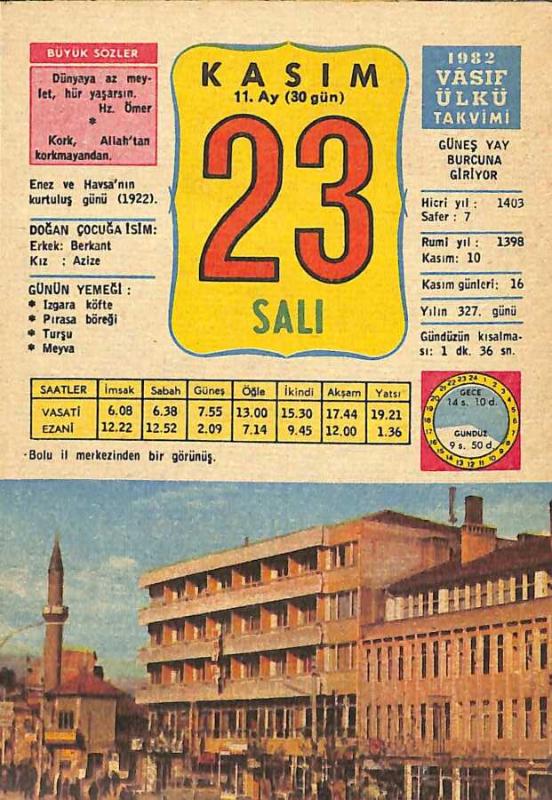 BÜYÜK SÖZLER
Dünyaya az mey-
let, hür yaşarsın.
Hz. Ömer
*
Kork, Allah'tan
korkmayandan.
Enez ve Havsa'nın
kurtuluş günü (1922).
DOĞAN ÇOCUĞA İSİM:
Erkek: Berkant
Kız : Azize
GÜNÜN YEMEĞİ :
* Izgara köfte
* Pırasa böreği
* Turşu
* Meyva
KASIM
11. Ay (30 gün)
23
SALI
1982
VÂSIF
ÜLKÜ
TAKVİMİ
GÜNEŞ YAY
BURCUNA
GİRİYOR
Hicri yıl : 1403
Safer : 7
Rumi yıl : 1398
Kasım: 10
Kasım günleri: 16
Yılın 327. günü
Gündüzün kısalma-
sı: 1 dk. 36 sn.
SAATLER İmsak Sabah Güneş Öğle İkindi Akşam Yatsı
VASATİ 6.08 6.38 7.55 13.00 15.30 17.44 19.21
EZANİ 12.22 12.52 2.09 7.14 9.45 12.00 1.36
GECE
14 s. 10 d.
GÜNDÜZ
9 s. 50 d.
Bolu il merkezinden bir görünüş.